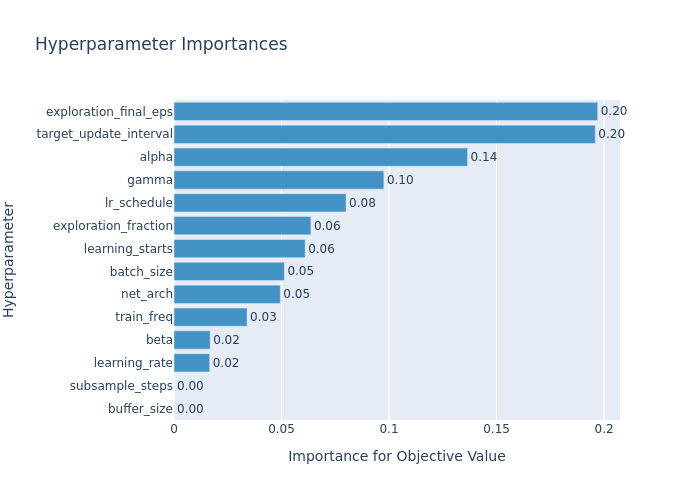 Hyperparameter Importances
exploration_final_eps 0.20
target_update_interval 0.20
alpha 0.14
gamma 0.10
lr_schedule 0.08
exploration_fraction 0.06
learning_starts 0.06
batch_size 0.05
net_arch 0.05
train_freq 0.03
beta 0.02
learning_rate 0.02
subsample_steps 0.00
buffer_size 0.00
0 0.05 0.1 0.15 0.2
Importance for Objective Value
Hyperparameter